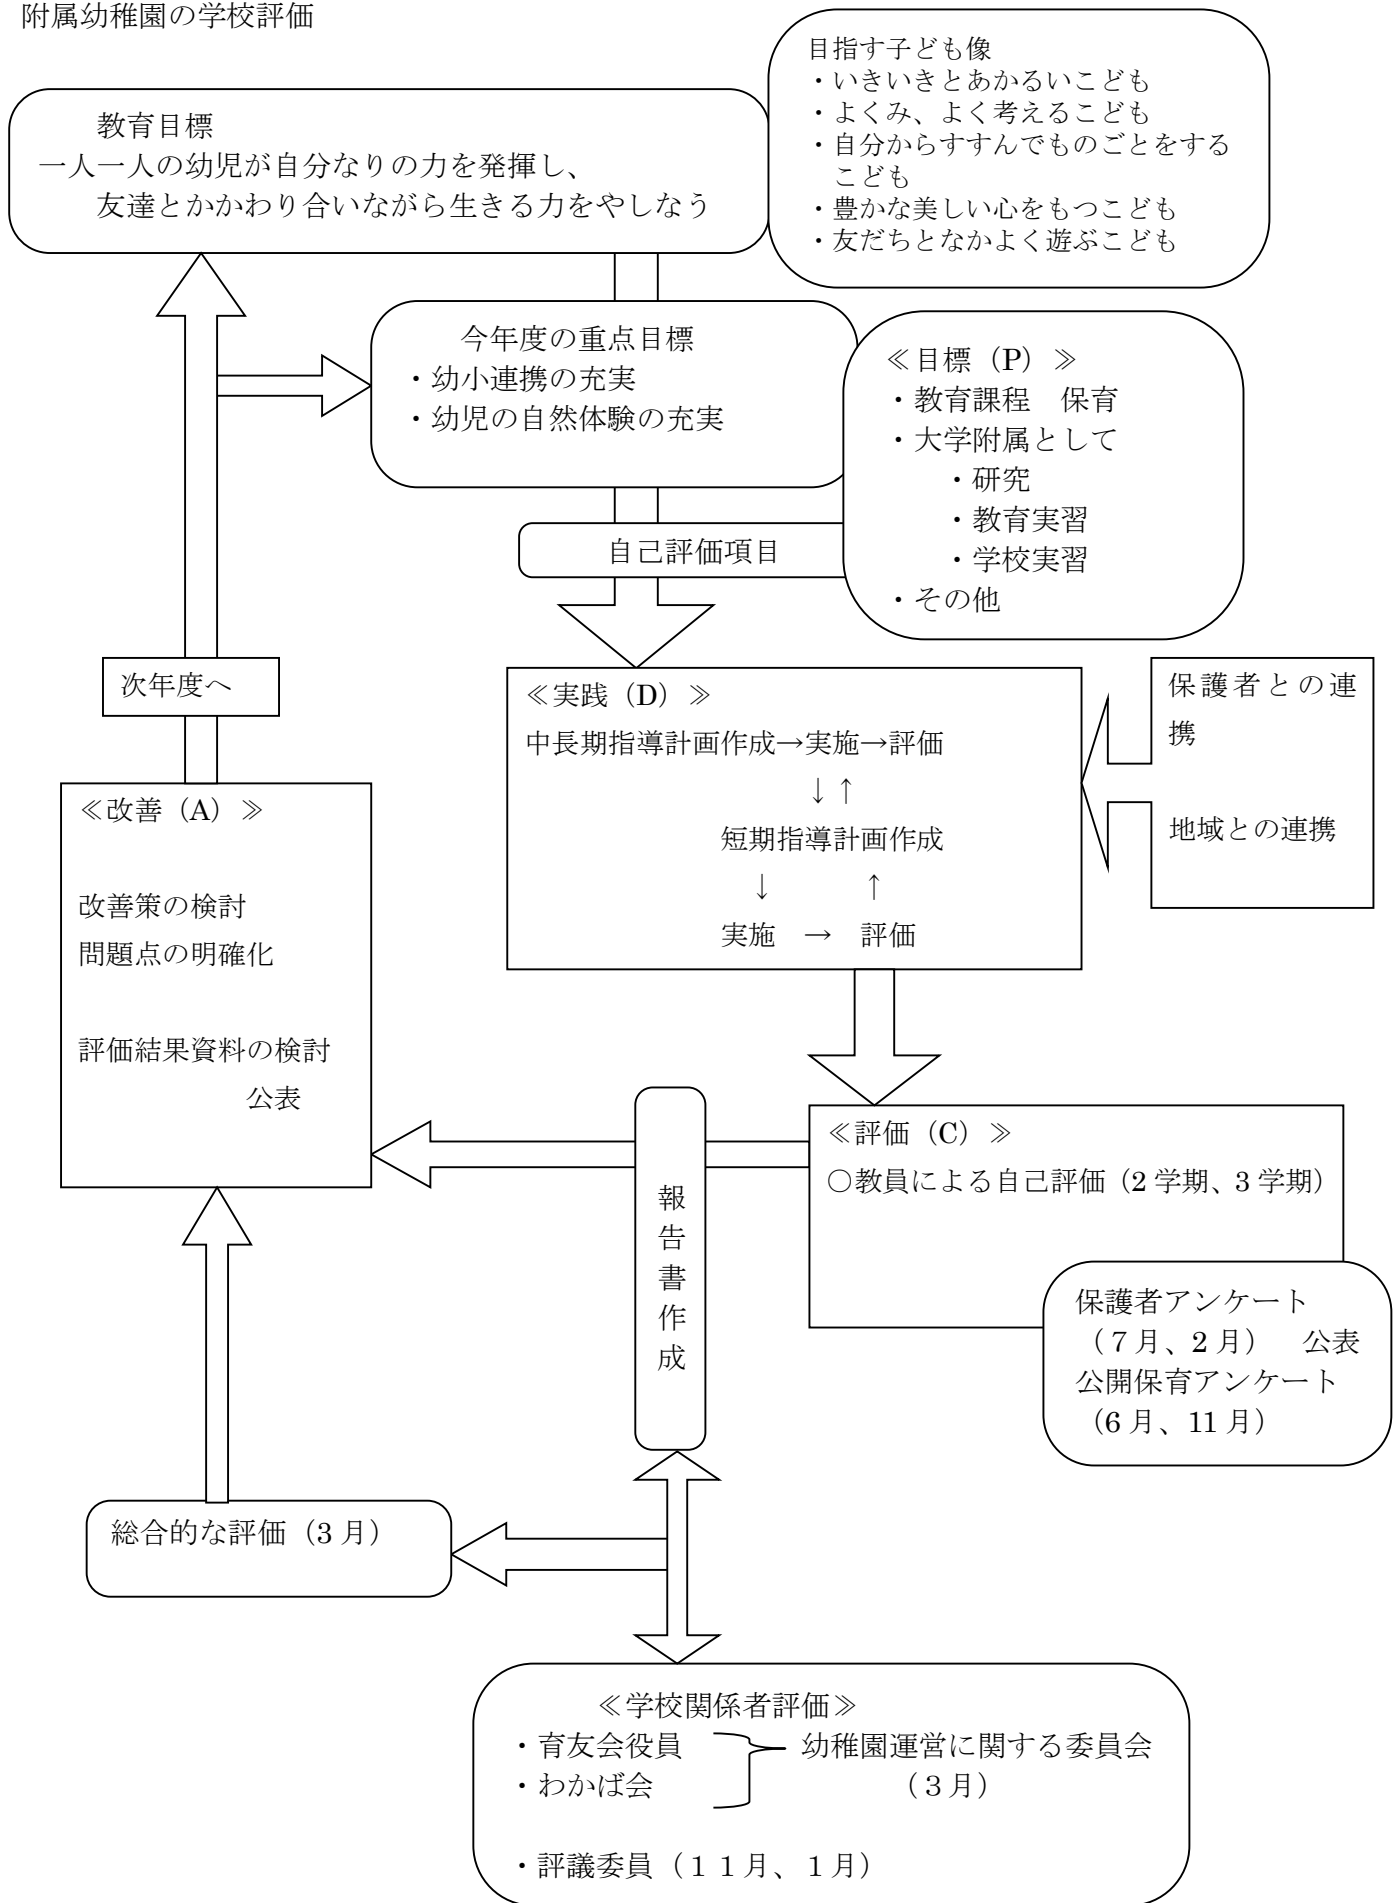 附属幼稚園の学校評価
目指す子ども像
・いきいきとあかるいこども
・よくみ、よく考えるこども
・自分からすすんでものごとをする
こども
・豊かな美しい心をもつこども
・友だちとなかよく遊ぶこども
教育目標
一人一人の幼児が自分なりの力を発揮し、
友達とかかわり合いながら生きる力をやしなう
今年度の重点目標
・幼小連携の充実
・幼児の自然体験の充実
≪目標（P）≫
・教育課程　保育
・大学附属として
・研究
・教育実習
・学校実習
・その他
自己評価項目
次年度へ
≪実践（D）≫
中長期指導計画作成→実施→評価
↓↑
短期指導計画作成
↓　　　↑
実施　→　評価
保護者との連
携
地域との連携
≪改善（A）≫
改善策の検討
問題点の明確化
評価結果資料の検討
公表
≪評価（C）≫
○教員による自己評価（2 学期、3 学期）
報告書作成
保護者アンケート
（７月、2 月）　公表
公開保育アンケート
（6 月、11 月）
総合的な評価（3 月）
≪学校関係者評価≫
・育友会役員　幼稚園運営に関する委員会
・わかば会　（３月）
・評議委員（１１月、１月）